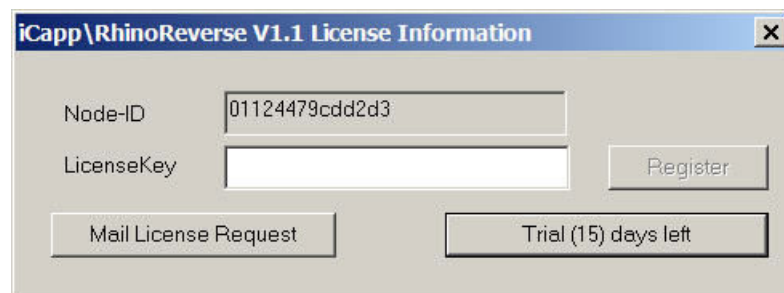 iCapp\RhinoReverse V1.1 License Information
Node-ID 01124479cdd2d3
LicenseKey Register
Mail License Request Trial (15) days left